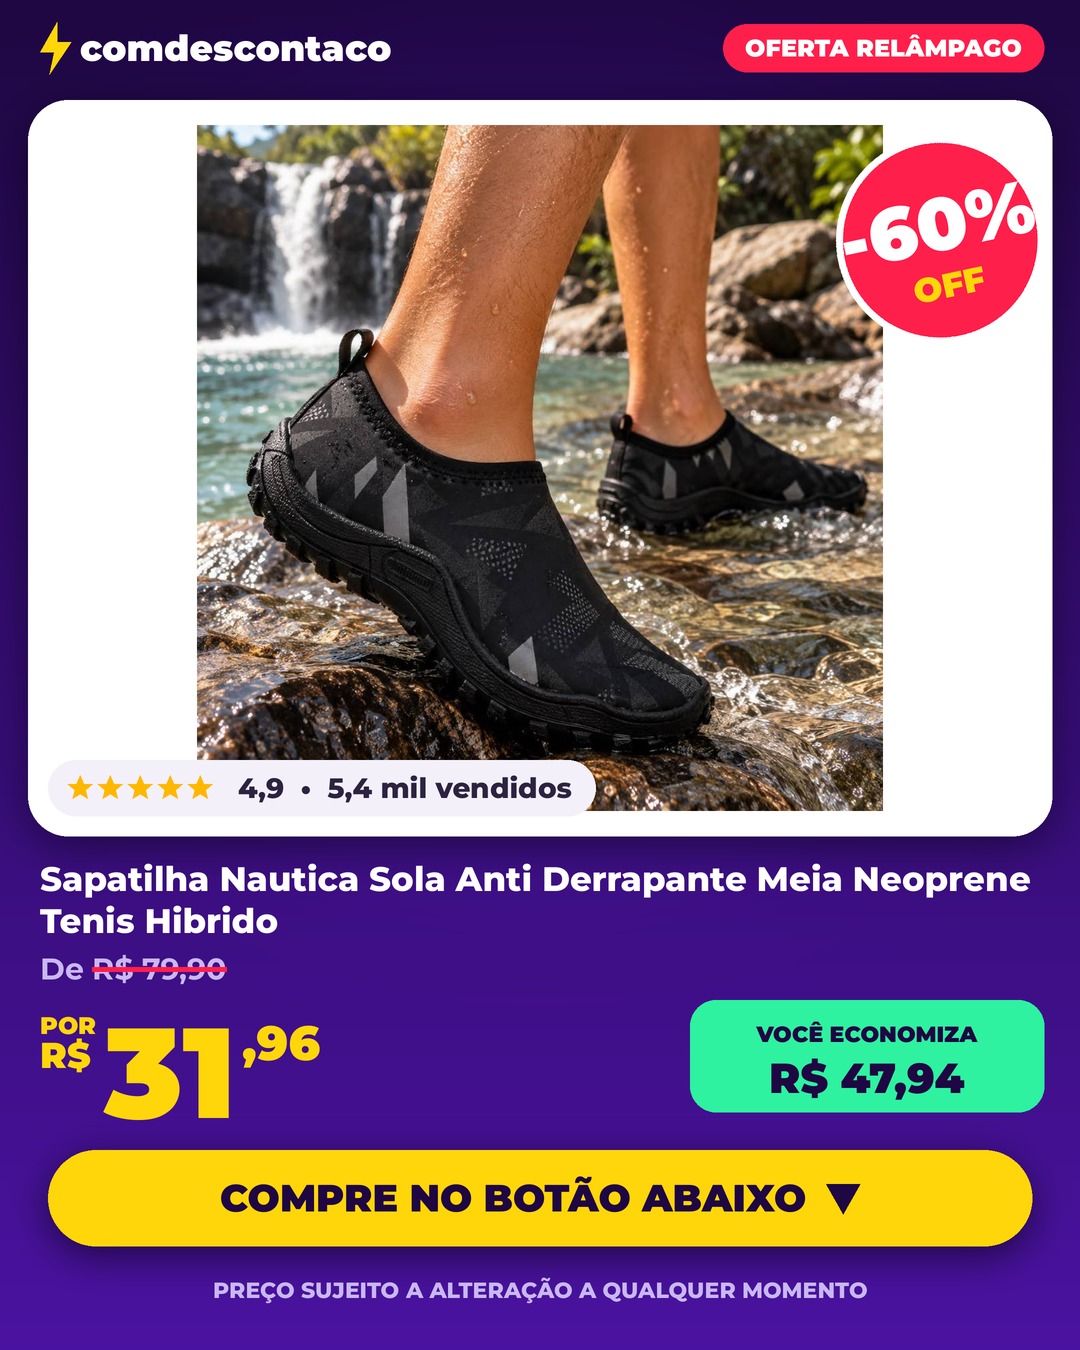 comdescontaco
OFERTA RELÂMPAGO
-60%
OFF
4,9 • 5,4 mil vendidos
Sapatilha Nautica Sola Anti Derrapante Meia Neoprene
Tenis Hibrido
De R$ 79,90
POR
R$ 31,96
VOCÊ ECONOMIZA
R$ 47,94
COMPRE NO BOTÃO ABAIXO ▼
PREÇO SUJEITO A ALTERAÇÃO A QUALQUER MOMENTO